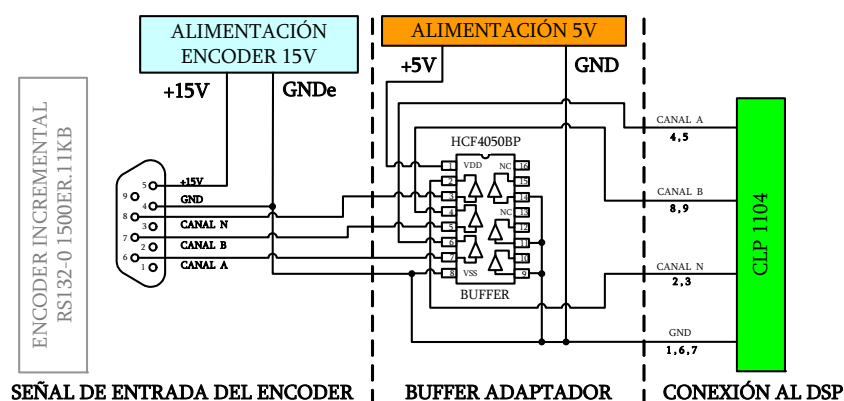 ALIMENTACIÓN
ENCODER 15V
+15V
GNDe
ALIMENTACIÓN 5V
+5V
GND
ENCODER INCREMENTAL
RS132-0 1500ER.11KB
5
9
4
8
3
7
2
6
1
+15V
GND
CANAL N
CANAL B
CANAL A
HCF4050BP
1
2
3
4
5
6
7
8
VDD
VSS
NC
NC
16
15
14
13
12
11
10
9
BUFFER
CANAL A
4,5
CANAL B
8,9
CANAL N
2,3
GND
1,6,7
CLP 1104
SEÑAL DE ENTRADA DEL ENCODER
BUFFER ADAPTADOR
CONEXIÓN AL DSP